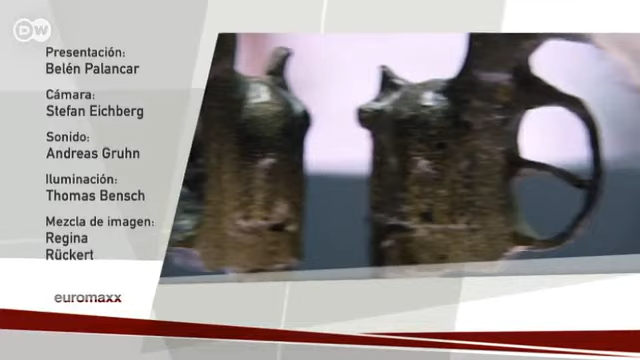 DW
Presentación:
Belén Palancar
Cámara:
Stefan Eichberg
Sonido:
Andreas Gruhn
Iluminación:
Thomas Bensch
Mezcla de imagen:
Regina
Rückert
euromaxx